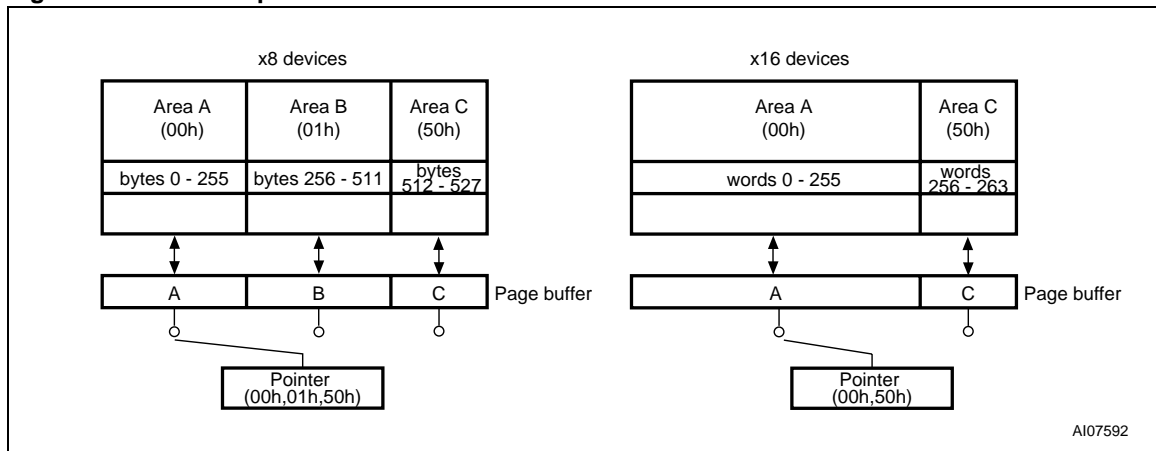 x8 devices
Area A
(00h)
Area B
(01h)
Area C
(50h)
bytes 0 - 255
bytes 256 - 511
bytes
512 - 527
A
B
C
Page buffer
Pointer
(00h,01h,50h)
x16 devices
Area A
(00h)
Area C
(50h)
words 0 - 255
words
256 - 263
A
C
Page buffer
Pointer
(00h,50h)
AI07592